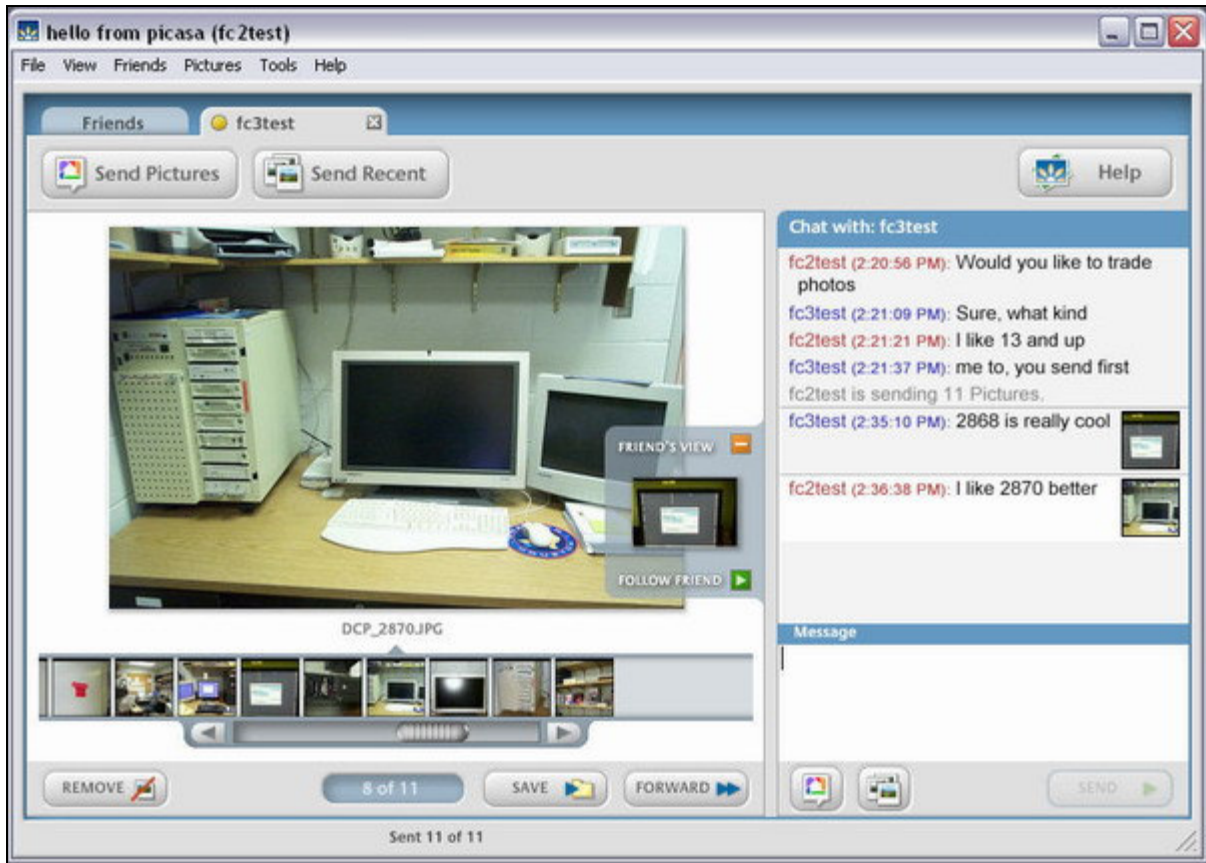 hello from picasa (fc2test)
File View Friends Pictures Tools Help
Friends
fc3test
Send Pictures
Send Recent
Help
FRIEND'S VIEW
FOLLOW FRIEND
DCP_2870.JPG
REMOVE
8 of 11
SAVE
FORWARD
Chat with: fc3test
fc2test (2:20:56 PM): Would you like to trade
photos
fc3test (2:21:09 PM): Sure, what kind
fc2test (2:21:21 PM): I like 13 and up
fc3test (2:21:37 PM): me to, you send first
fc2test is sending 11 Pictures.
fc3test (2:35:10 PM): 2868 is really cool
fc2test (2:36:38 PM): I like 2870 better
Message
SEND
Sent 11 of 11